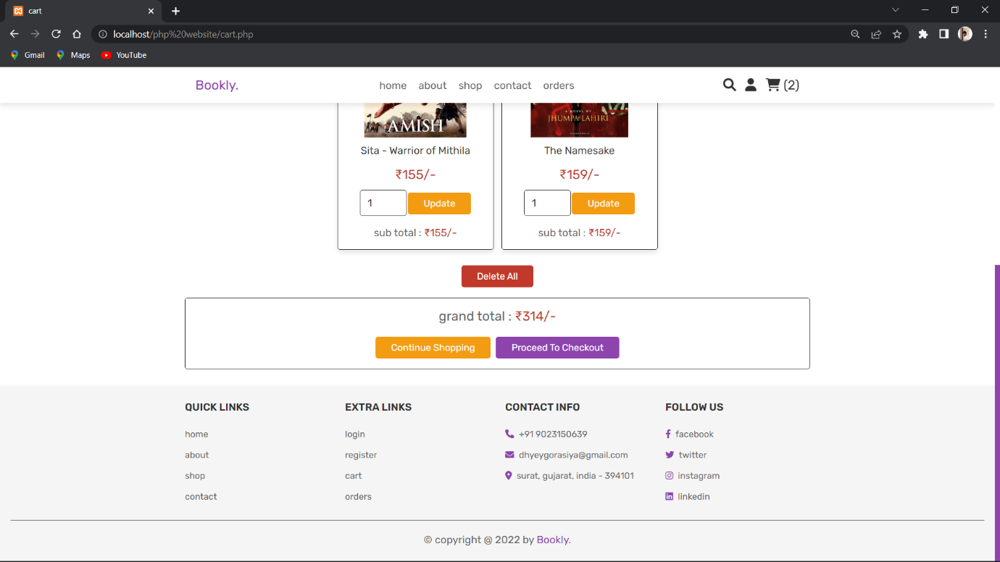 cart
localhost/php%20website/cart.php
Gmail Maps YouTube
Bookly. home about shop contact orders (2)
AMISH
A NOVEL BY
JHUMPA LAHIRI
Sita - Warrior of Mithila
The Namesake
₹155/-
₹159/-
1 Update
1 Update
sub total : ₹155/-
sub total : ₹159/-
Delete All
grand total : ₹314/-
Continue Shopping Proceed To Checkout
QUICK LINKS
home
about
shop
contact
EXTRA LINKS
login
register
cart
orders
CONTACT INFO
+91 9023150639
dhyeygorasiya@gmail.com
surat, gujarat, india - 394101
FOLLOW US
facebook
twitter
instagram
linkedin
© copyright @ 2022 by Bookly.